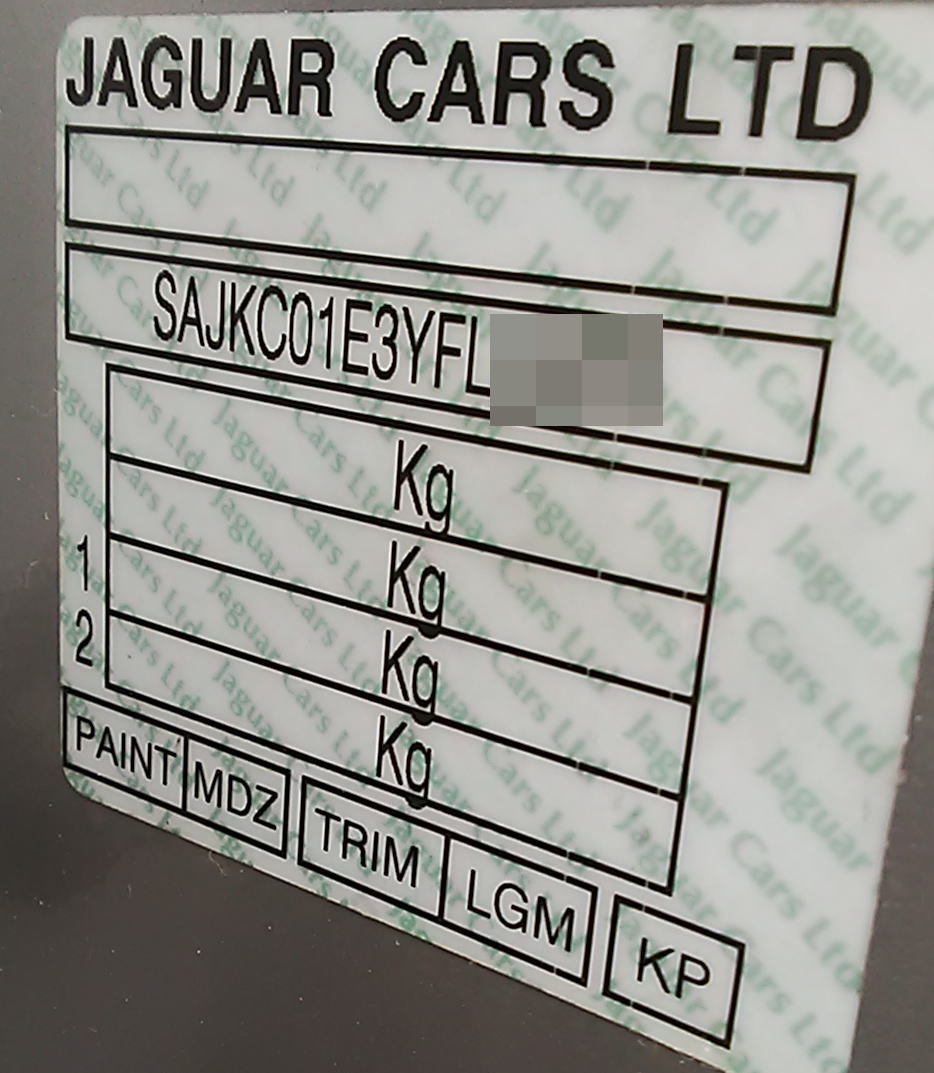 JAGUAR CARS LTD
SAJKC01E3YFL
Kg
1 Kg
2 Kg
Kg
PAINT MDZ TRIM LGM KP